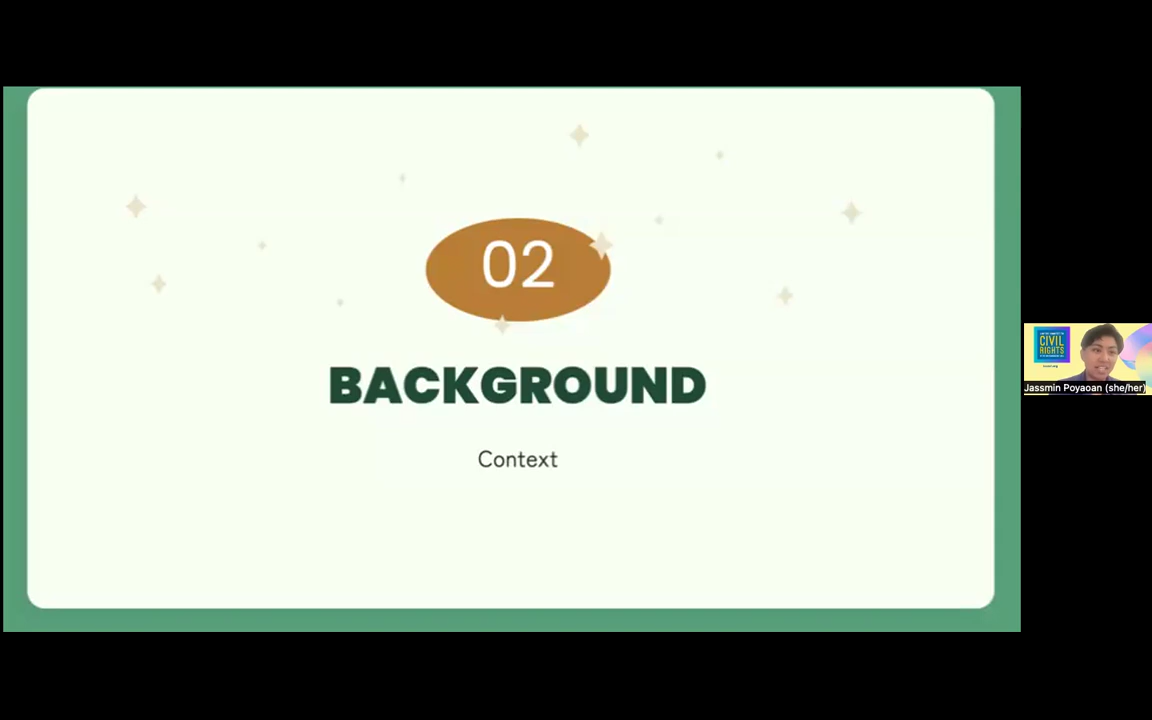 02
BACKGROUND
Context
CIVIL
RIGHTS
Jassmin Poyaoan (she/her)